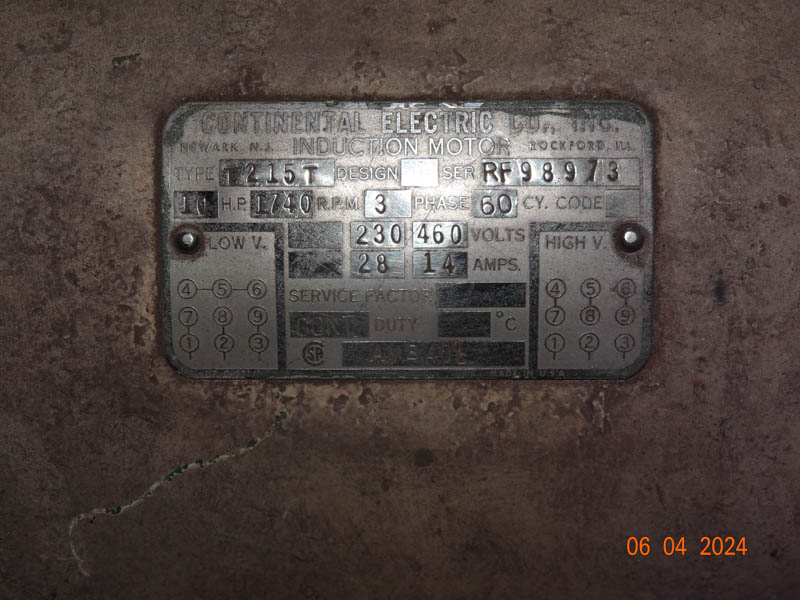 CONTINENTAL ELECTRIC CO., INC.
NEWARK, N.J. INDUCTION MOTOR ROCKFORD, ILL.
TYPE T215T DESIGN SER RF98973
10 H.P. 1740 R.P.M. 3 PHASE 60 CY. CODE
LOW V. 230 460 VOLTS HIGH V.
28 14 AMPS.
4 5 6 SERVICE FACTOR 4 5 6
7 8 9 CONT DUTY °C 7 8 9
1 2 3 SP 1 2 3
06 04 2024